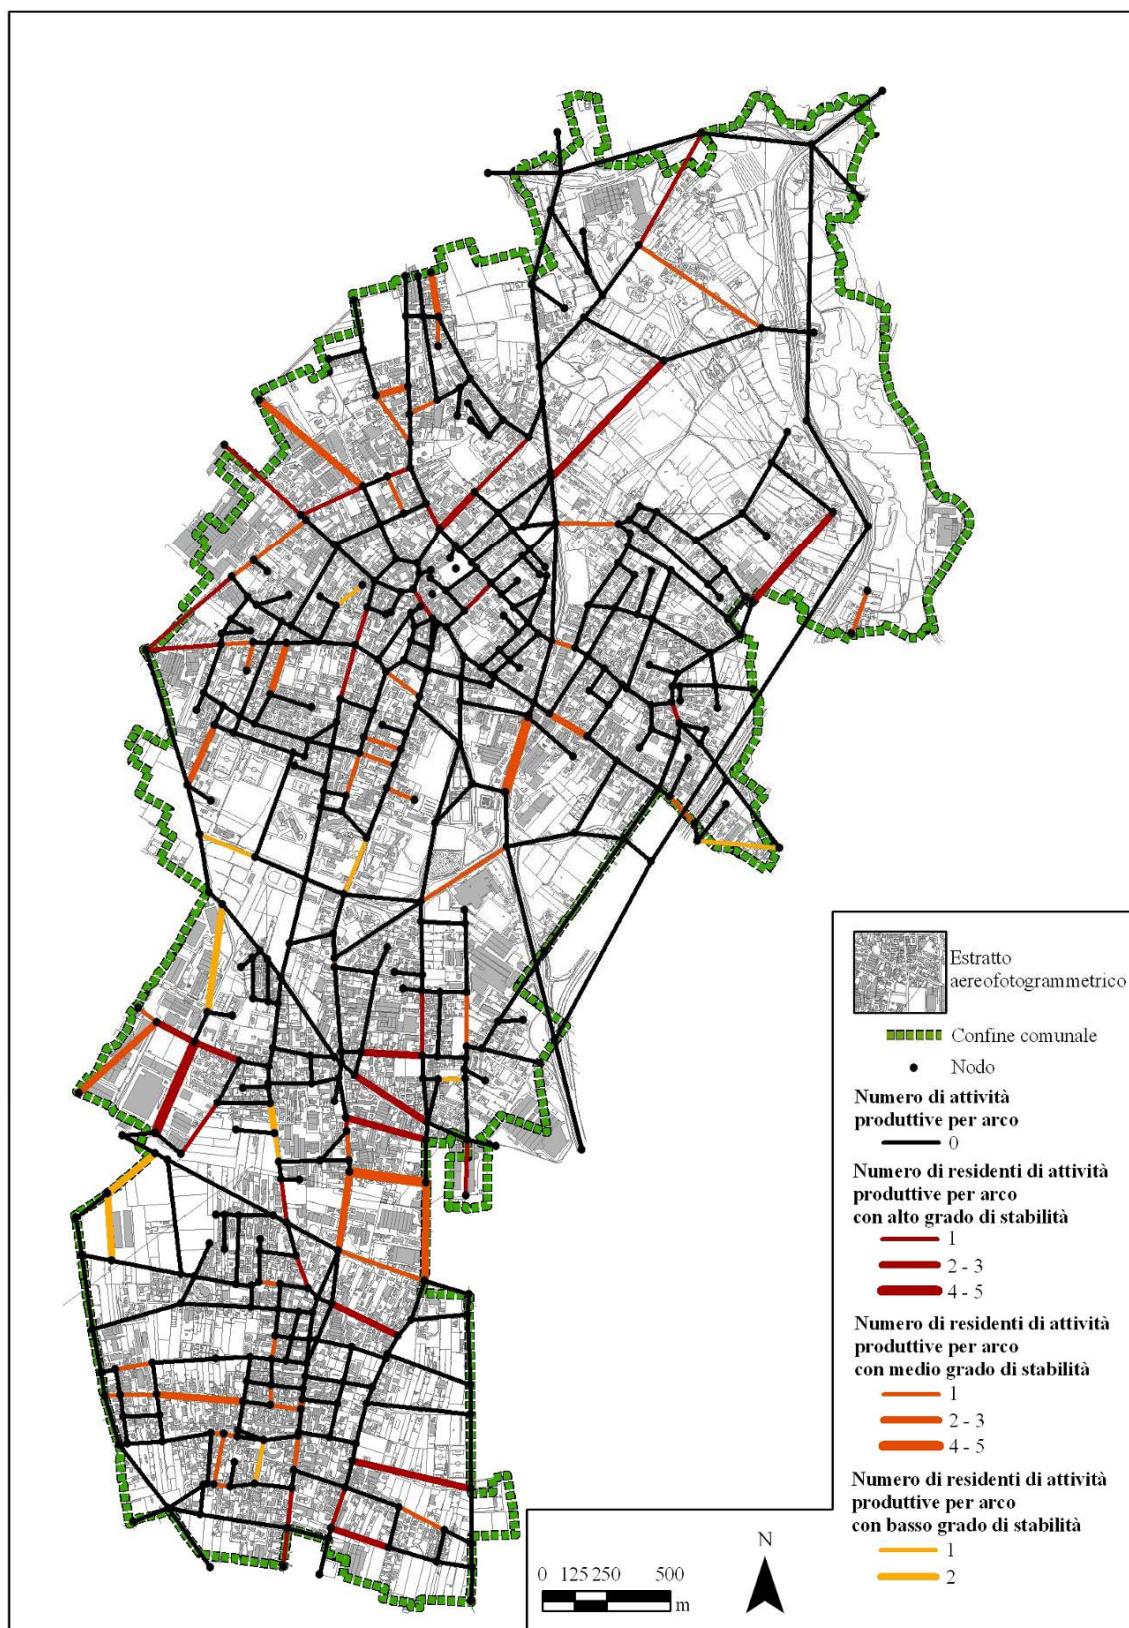 Estratto
aereofotogrammetrico
Confine comunale
Nodo
Numero di attività
produttive per arco
0
Numero di residenti di attività
produttive per arco
con alto grado di stabilità
1
2 - 3
4 - 5
Numero di residenti di attività
produttive per arco
con medio grado di stabilità
1
2 - 3
4 - 5
Numero di residenti di attività
produttive per arco
con basso grado di stabilità
1
2
N
0 125 250 500
m